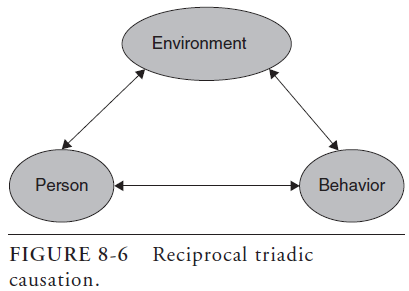 Environment
Person
Behavior
FIGURE 8-6 Reciprocal triadic
causation.